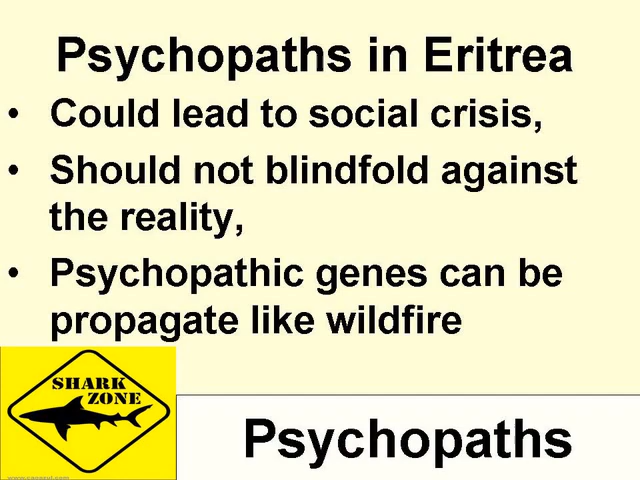 Psychopaths in Eritrea
• Could lead to social crisis,
• Should not blindfold against
the reality,
• Psychopathic genes can be
propagate like wildfire
SHARK
ZONE
Psychopaths